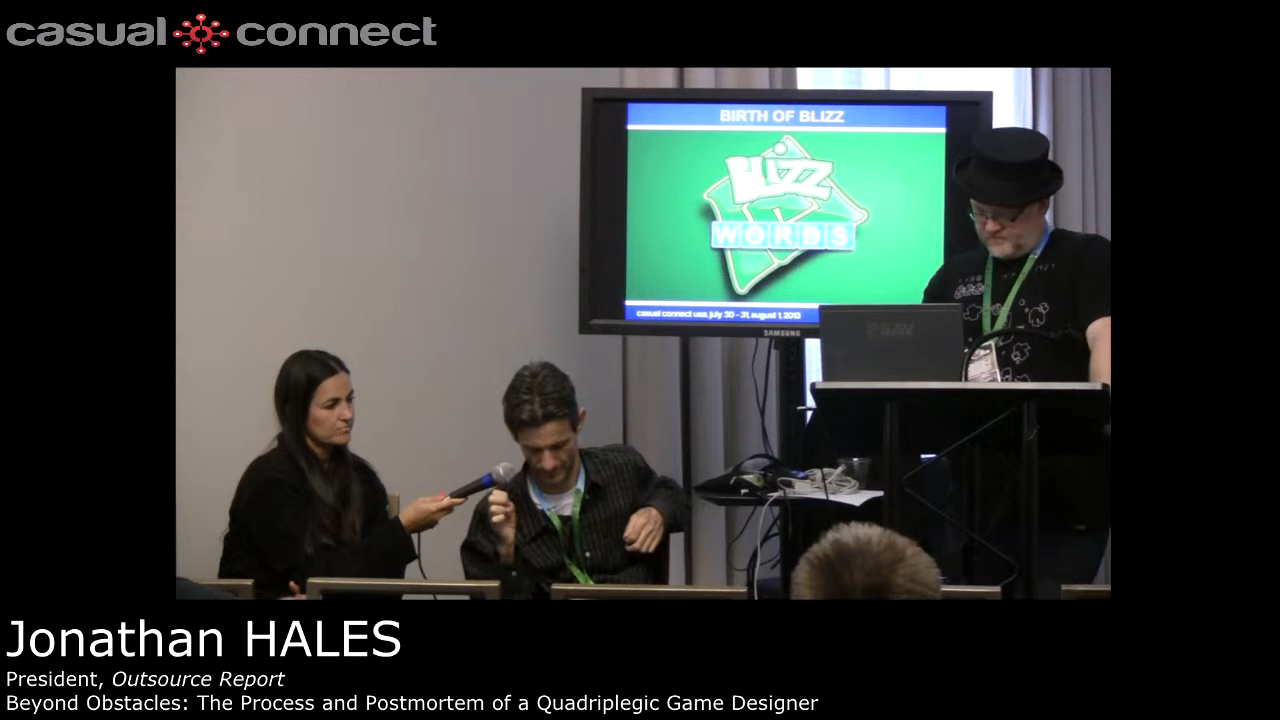 casual connect
BIRTH OF BLIZZ
BLIZZ
WORDS
casual connect usa, july 30 - 31, august 1, 2013
SAMSUNG
PSAV
Jonathan HALES
President, Outsource Report
Beyond Obstacles: The Process and Postmortem of a Quadriplegic Game Designer